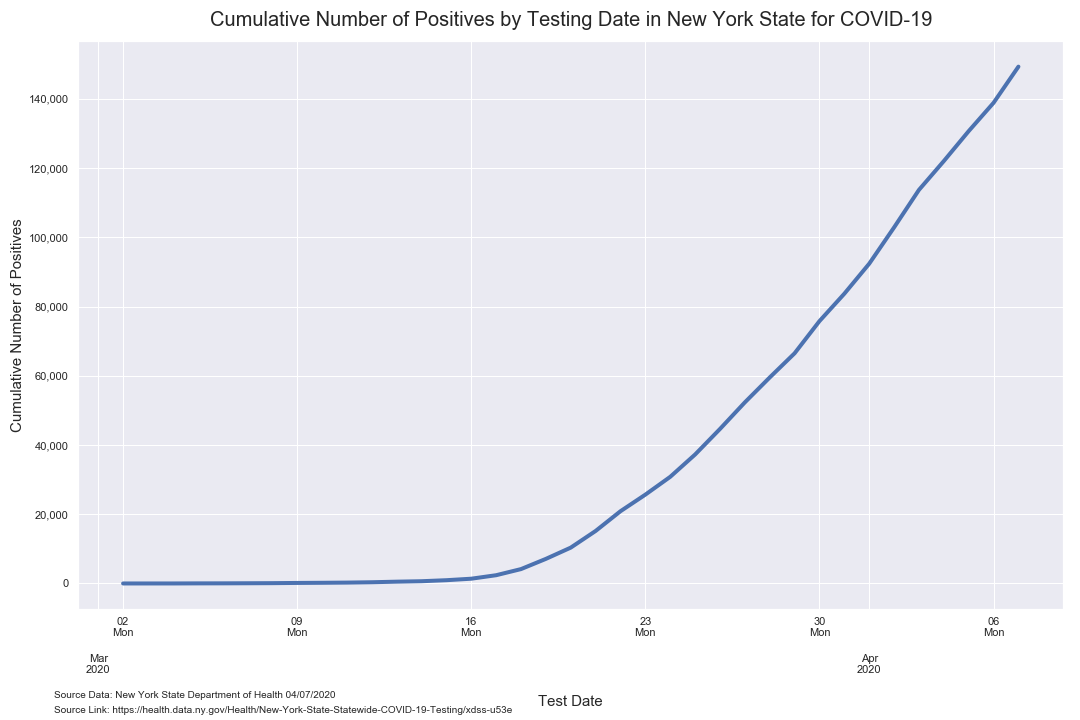 Cumulative Number of Positives by Testing Date in New York State for COVID-19
Cumulative Number of Positives
140,000
120,000
100,000
80,000
60,000
40,000
20,000
0
02 09 16 23 30 06
Mon Mon Mon Mon Mon Mon
Mar Apr
2020 2020
Test Date
Source Data: New York State Department of Health 04/07/2020
Source Link: https://health.data.ny.gov/Health/New-York-State-Statewide-COVID-19-Testing/xdss-u53e